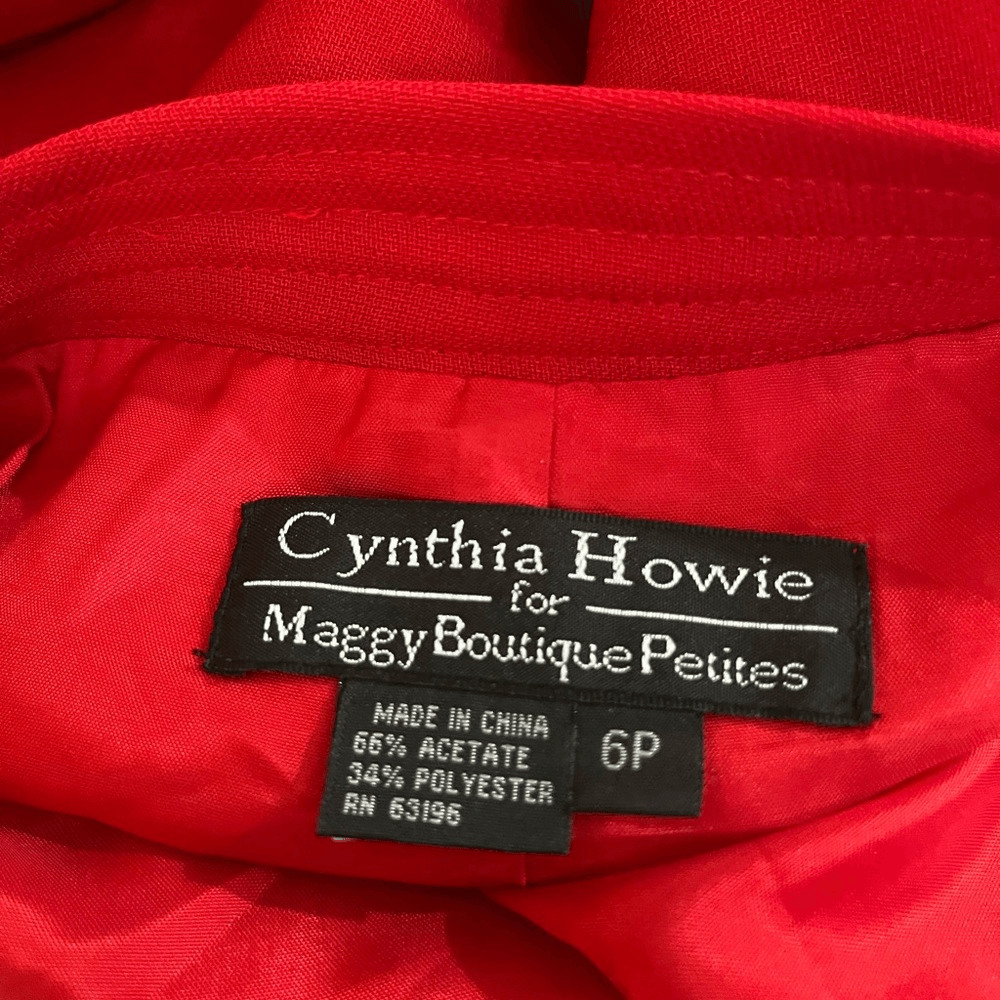 Cynthia Howie
for
Maggy Boutique Petites
MADE IN CHINA
66% ACETATE
34% POLYESTER
RN 63196
6P